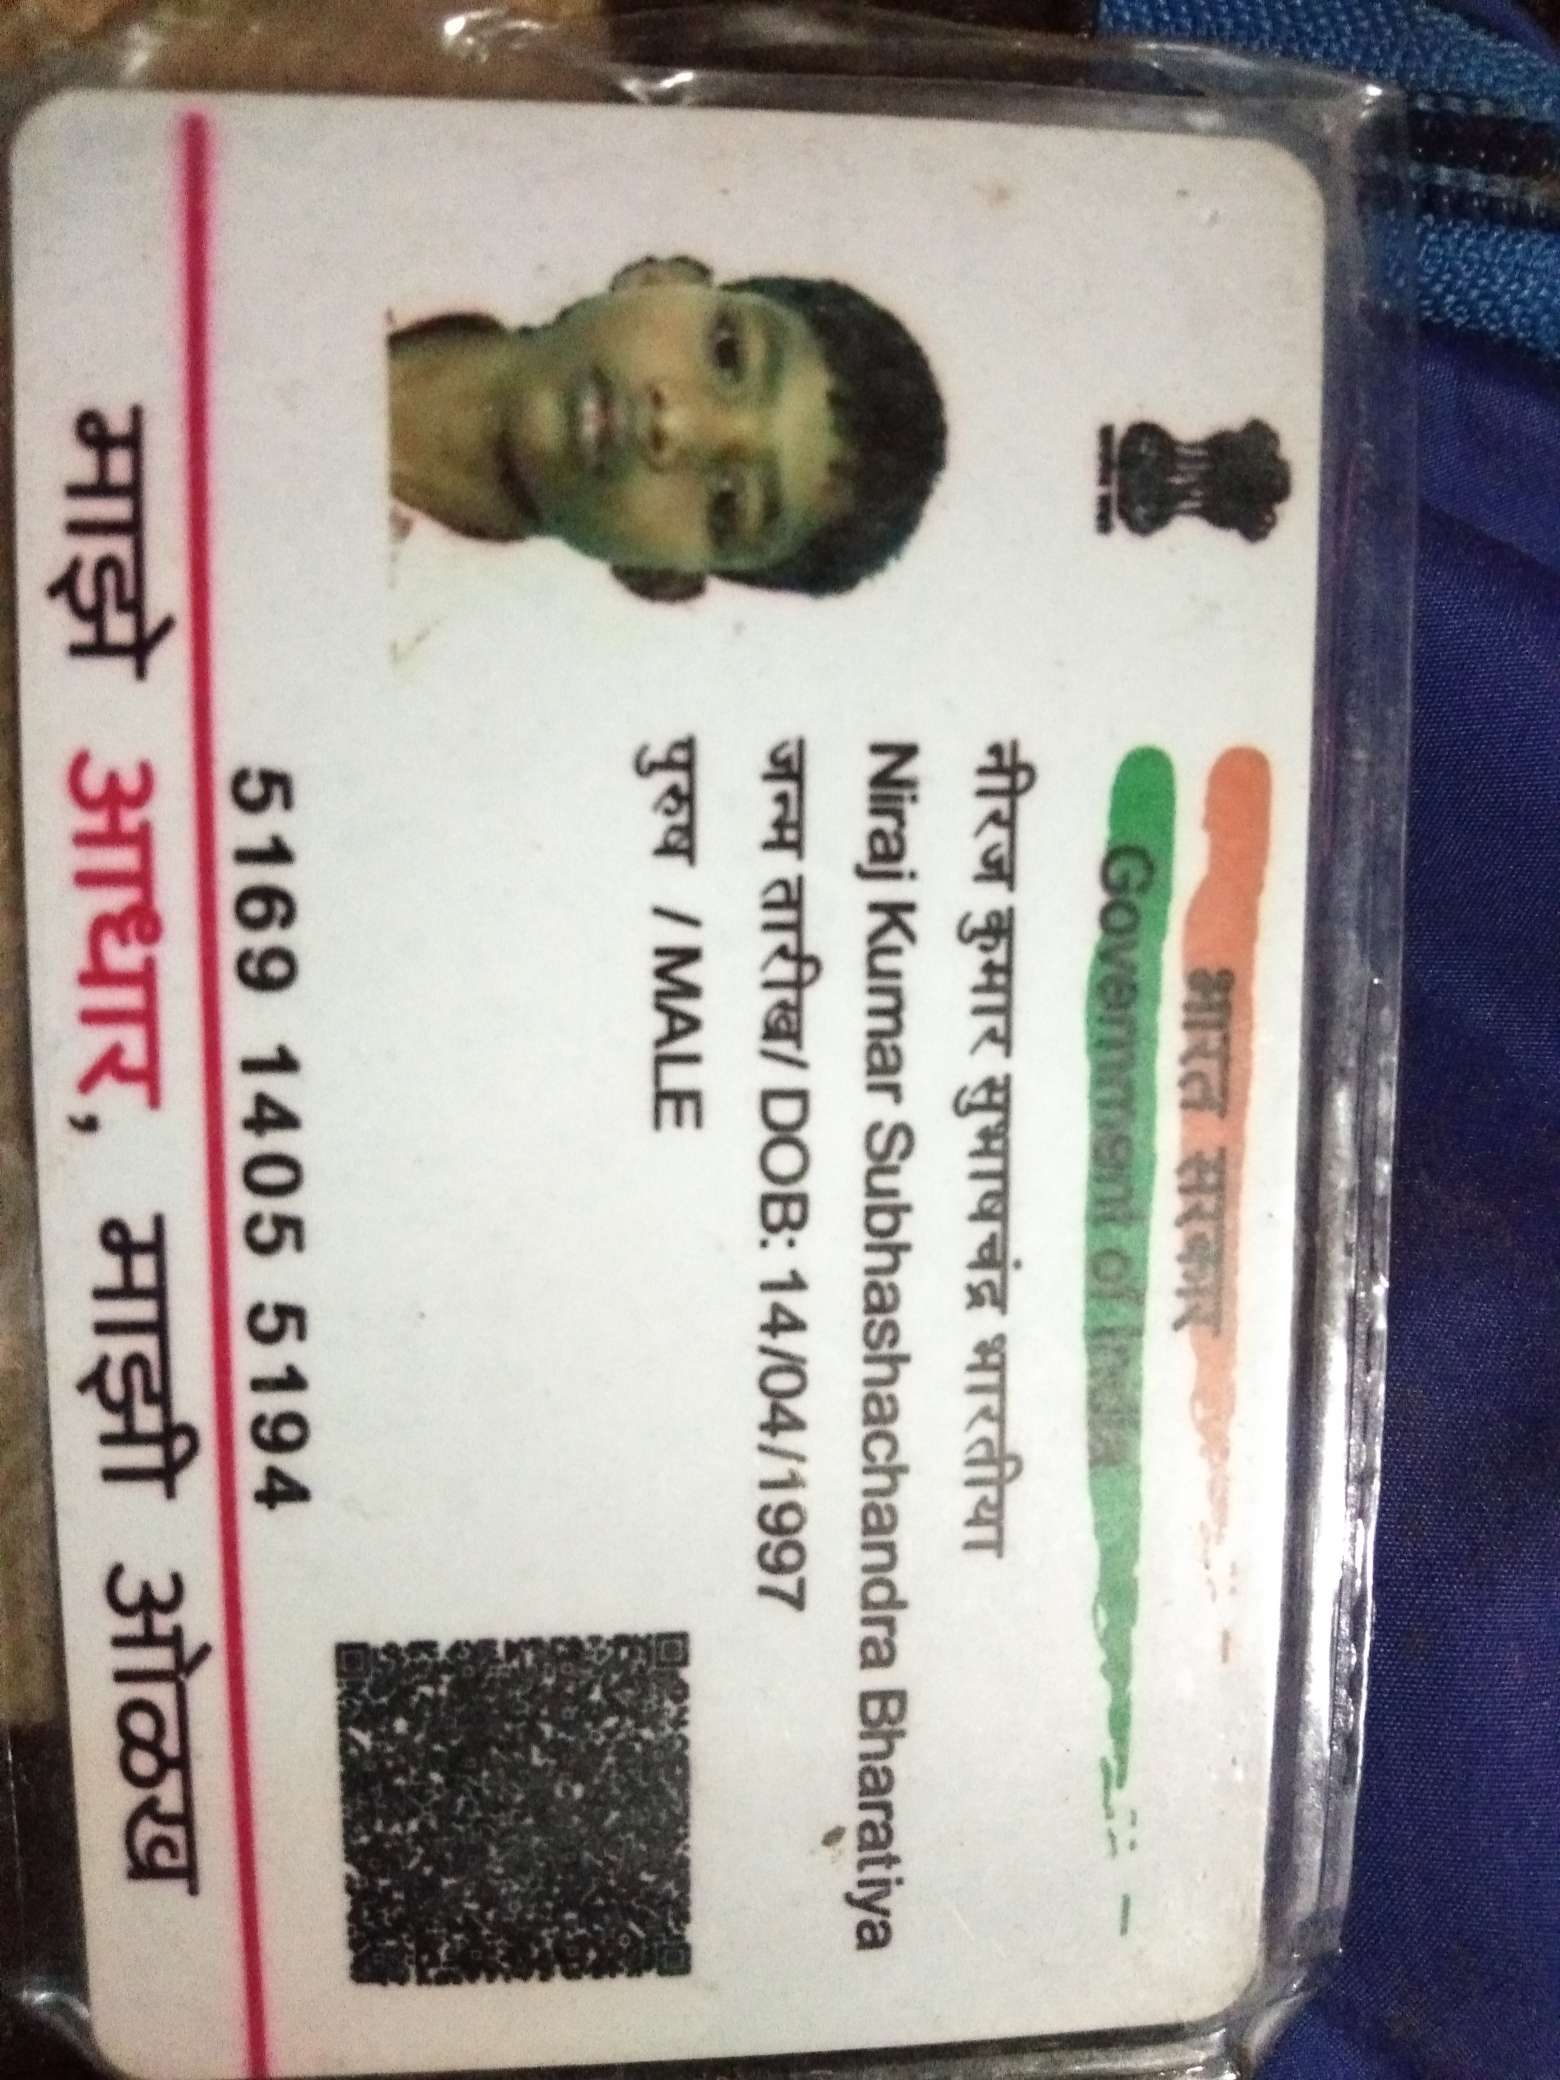 भारत सरकार
Government of India
नीरज कुमार सुभाषचंद्र भारतीया
Niraj Kumar Subhashachandra Bharatiya
जन्म तारीख/ DOB: 14/04/1997
पुरुष / MALE
5169 1405 5194
माझे आधार, माझी ओळख